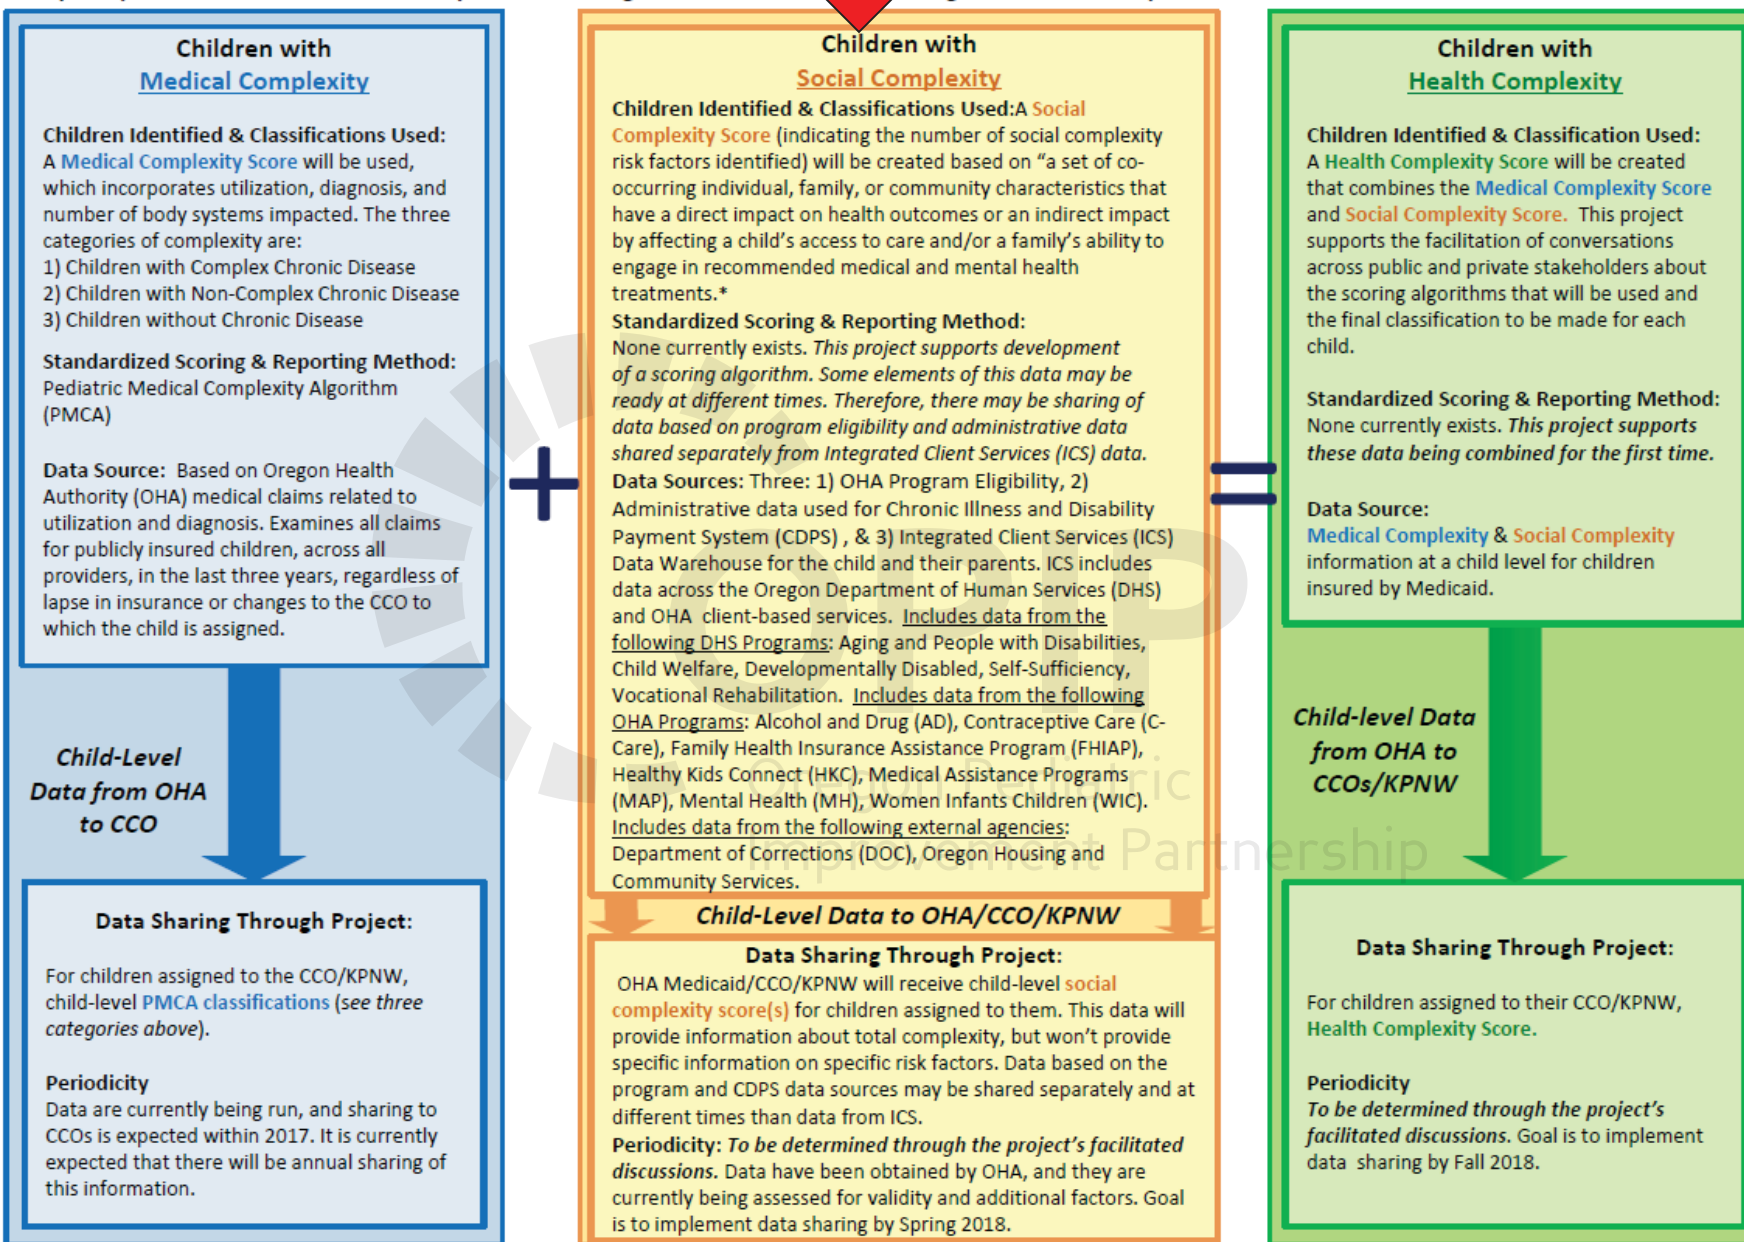 Children with
Medical Complexity
Children Identified & Classifications Used:
A Medical Complexity Score will be used,
which incorporates utilization, diagnosis, and
number of body systems impacted. The three
categories of complexity are:
1) Children with Complex Chronic Disease
2) Children with Non-Complex Chronic Disease
3) Children without Chronic Disease
Standardized Scoring & Reporting Method:
Pediatric Medical Complexity Algorithm
(PMCA)
Data Source: Based on Oregon Health
Authority (OHA) medical claims related to
utilization and diagnosis. Examines all claims
for publicly insured children, across all
providers, in the last three years, regardless of
lapse in insurance or changes to the CCO to
which the child is assigned.
Child-Level
Data from OHA
to CCO
Data Sharing Through Project:
For children assigned to the CCO/KPNW,
child-level PMCA classifications (see three
categories above).
Periodicity
Data are currently being run, and sharing to
CCOs is expected within 2017. It is currently
expected that there will be annual sharing of
this information.
+
Children with
Social Complexity
Children Identified & Classifications Used:A Social
Complexity Score (indicating the number of social complexity
risk factors identified) will be created based on “a set of co-
occurring individual, family, or community characteristics that
have a direct impact on health outcomes or an indirect impact
by affecting a child’s access to care and/or a family’s ability to
engage in recommended medical and mental health
treatments.*
Standardized Scoring & Reporting Method:
None currently exists. This project supports development
of a scoring algorithm. Some elements of this data may be
ready at different times. Therefore, there may be sharing of
data based on program eligibility and administrative data
shared separately from Integrated Client Services (ICS) data.
Data Sources: Three: 1) OHA Program Eligibility, 2)
Administrative data used for Chronic Illness and Disability
Payment System (CDPS) , & 3) Integrated Client Services (ICS)
Data Warehouse for the child and their parents. ICS includes
data across the Oregon Department of Human Services (DHS)
and OHA client-based services. Includes data from the
following DHS Programs: Aging and People with Disabilities,
Child Welfare, Developmentally Disabled, Self-Sufficiency,
Vocational Rehabilitation. Includes data from the following
OHA Programs: Alcohol and Drug (AD), Contraceptive Care (C-
Care), Family Health Insurance Assistance Program (FHIAP),
Healthy Kids Connect (HKC), Medical Assistance Programs
(MAP), Mental Health (MH), Women Infants Children (WIC).
Includes data from the following external agencies:
Department of Corrections (DOC), Oregon Housing and
Community Services.
Child-Level Data to OHA/CCO/KPNW
Data Sharing Through Project:
OHA Medicaid/CCO/KPNW will receive child-level social
complexity score(s) for children assigned to them. This data will
provide information about total complexity, but won’t provide
specific information on specific risk factors. Data based on the
program and CDPS data sources may be shared separately and at
different times than data from ICS.
Periodicity: To be determined through the project’s facilitated
discussions. Data have been obtained by OHA, and they are
currently being assessed for validity and additional factors. Goal
is to implement data sharing by Spring 2018.
=
Children with
Health Complexity
Children Identified & Classification Used:
A Health Complexity Score will be created
that combines the Medical Complexity Score
and Social Complexity Score. This project
supports the facilitation of conversations
across public and private stakeholders about
the scoring algorithms that will be used and
the final classification to be made for each
child.
Standardized Scoring & Reporting Method:
None currently exists. This project supports
these data being combined for the first time.
Data Source:
Medical Complexity & Social Complexity
information at a child level for children
insured by Medicaid.
Child-level Data
from OHA to
CCOs/KPNW
Data Sharing Through Project:
For children assigned to their CCO/KPNW,
Health Complexity Score.
Periodicity
To be determined through the project’s
facilitated discussions. Goal is to implement
data sharing by Fall 2018.
OPIP
Oregon Pediatric
Improvement Partnership